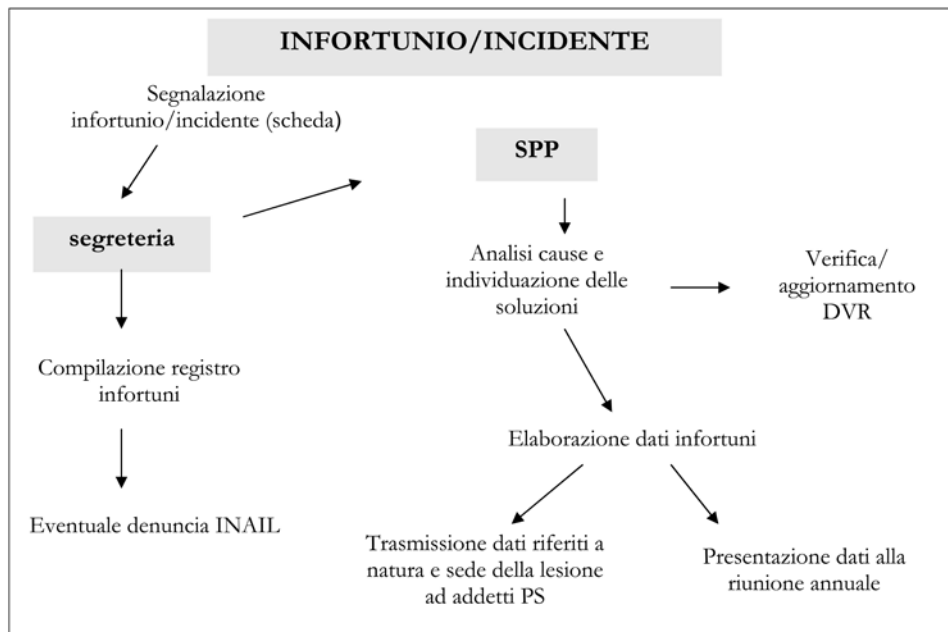 INFORTUNIO/INCIDENTE
Segnalazione
infortunio/incidente (scheda)
segreteria
Compilazione registro
infortuni
Eventuale denuncia INAIL
SPP
Analisi cause e
individuazione delle
soluzioni
Verifica/
aggiornamento
DVR
Elaborazione dati infortuni
Trasmissione dati riferiti a
natura e sede della lesione
ad addetti PS
Presentazione dati alla
riunione annuale